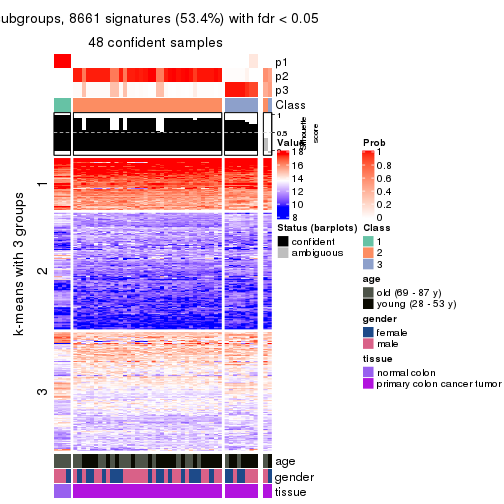 ubgroups, 8661 signatures (53.4%) with fdr < 0.05
48 confident samples
p1
p2
p3
Class
1
0.5
0
silhouette
score
k-means with 3 groups
1
2
3
Value
18
16
14
12
10
8
Prob
1
0.8
0.6
0.4
0.2
0
Status (barplots)
confident
ambiguous
Class
1
2
3
age
old (69 - 87 y)
young (28 - 53 y)
gender
female
male
tissue
normal colon
primary colon cancer tumor
age
gender
tissue